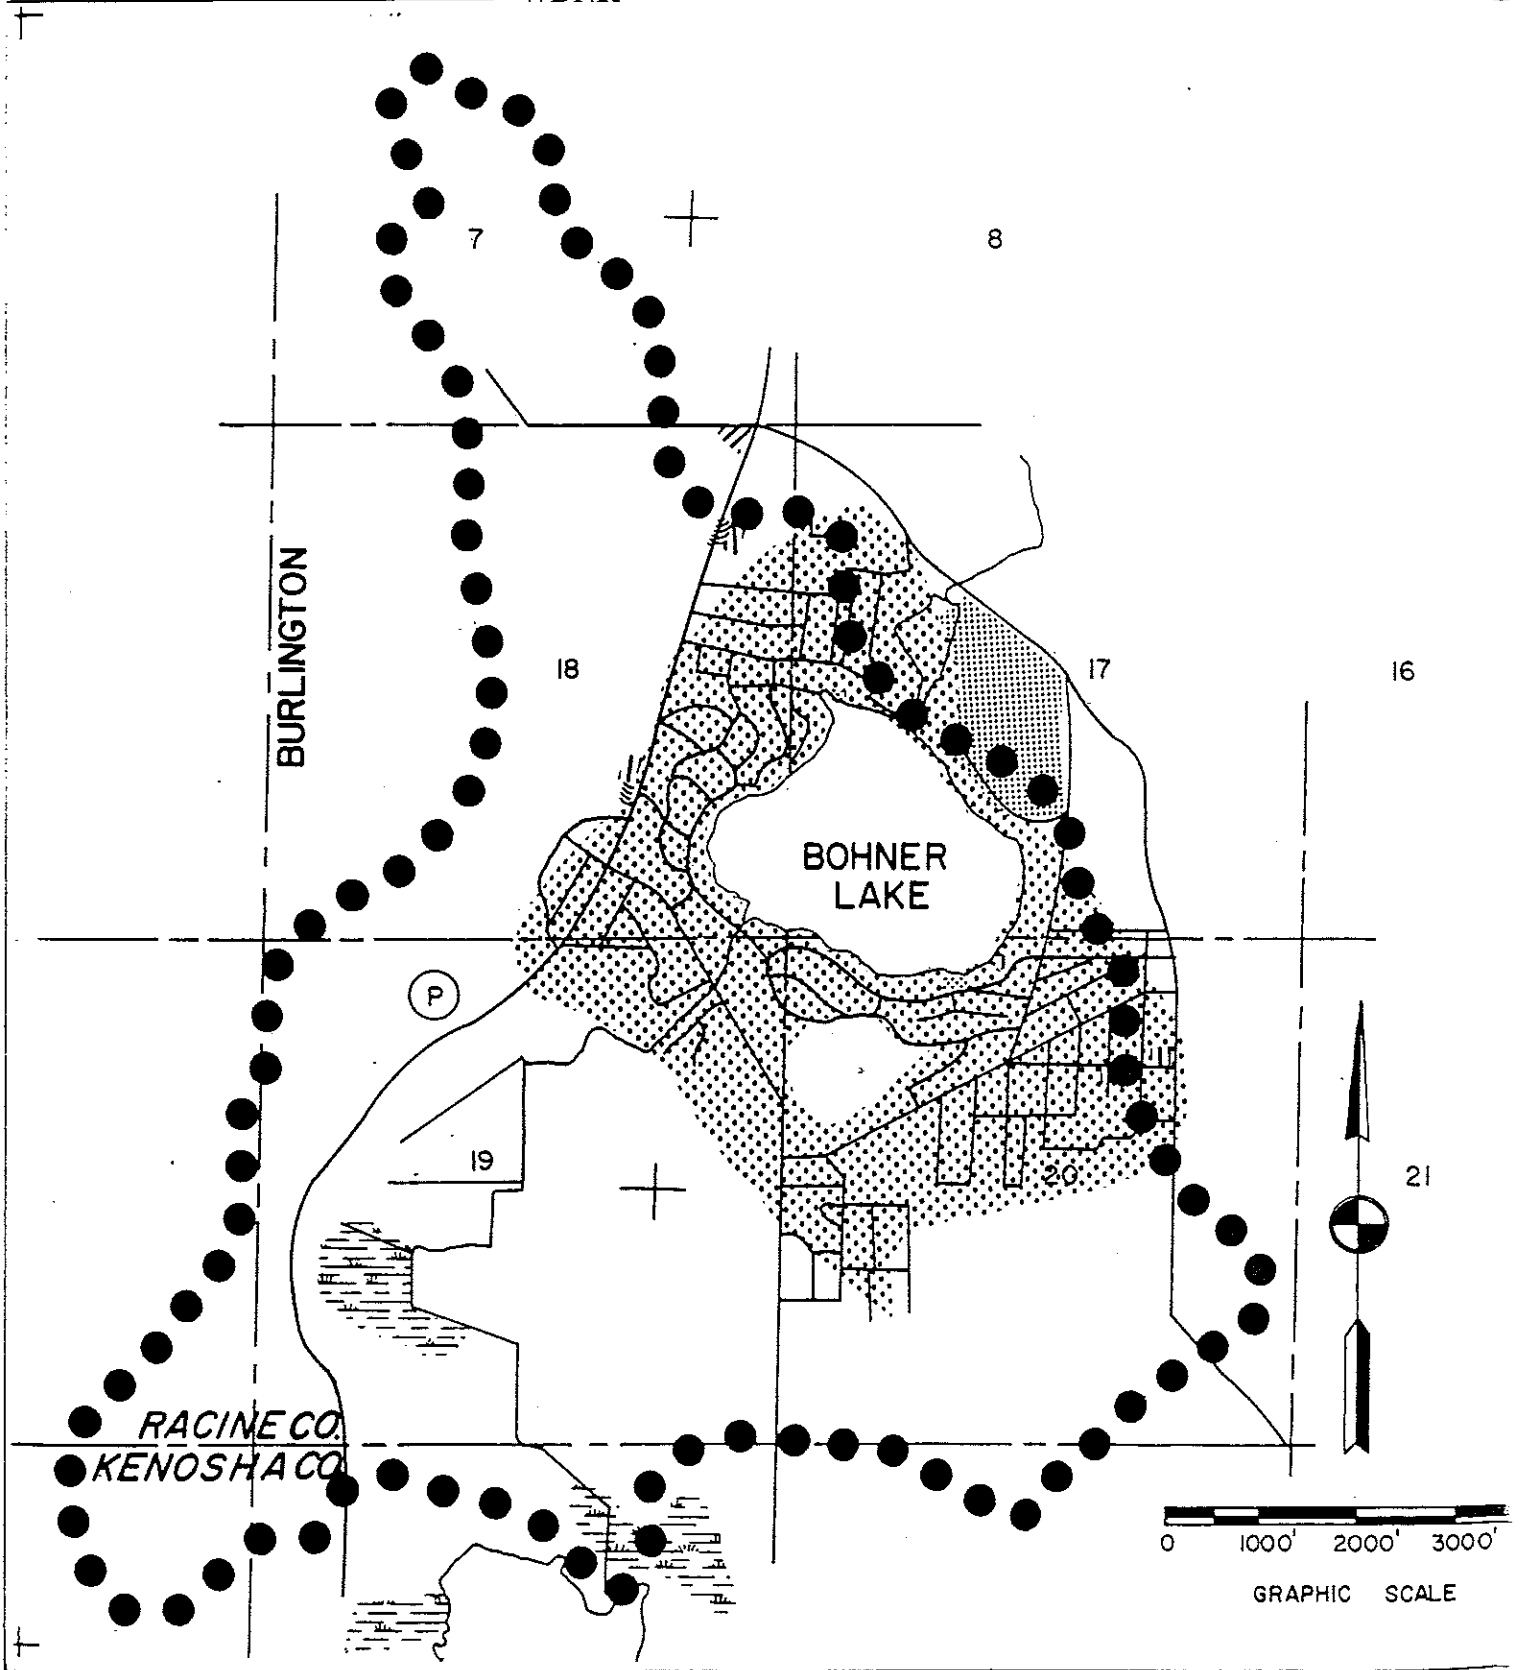 7
8
BURLINGTON
18
17
16
BOHNER
LAKE
P
19
20
21
RACINE CO.
KENOSHA CO.
0 1000' 2000' 3000'
GRAPHIC SCALE